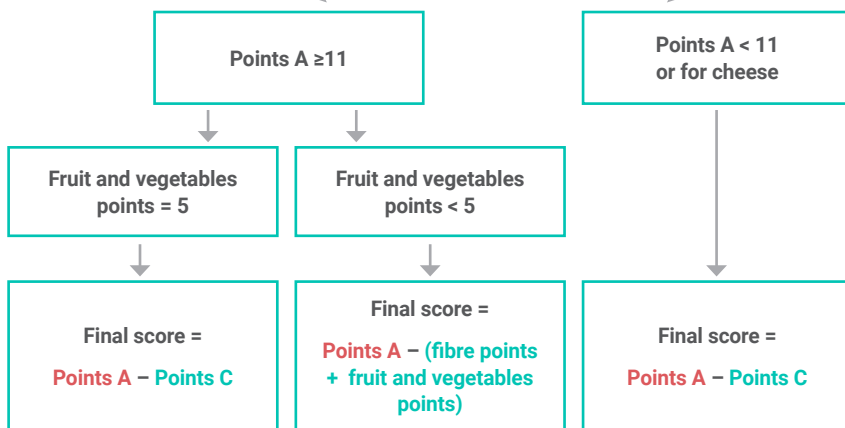 Points A ≥11
Points A < 11
or for cheese
Fruit and vegetables
points = 5
Fruit and vegetables
points < 5
Final score =
Points A – Points C
Final score =
Points A – (fibre points
+ fruit and vegetables
points)
Final score =
Points A – Points C